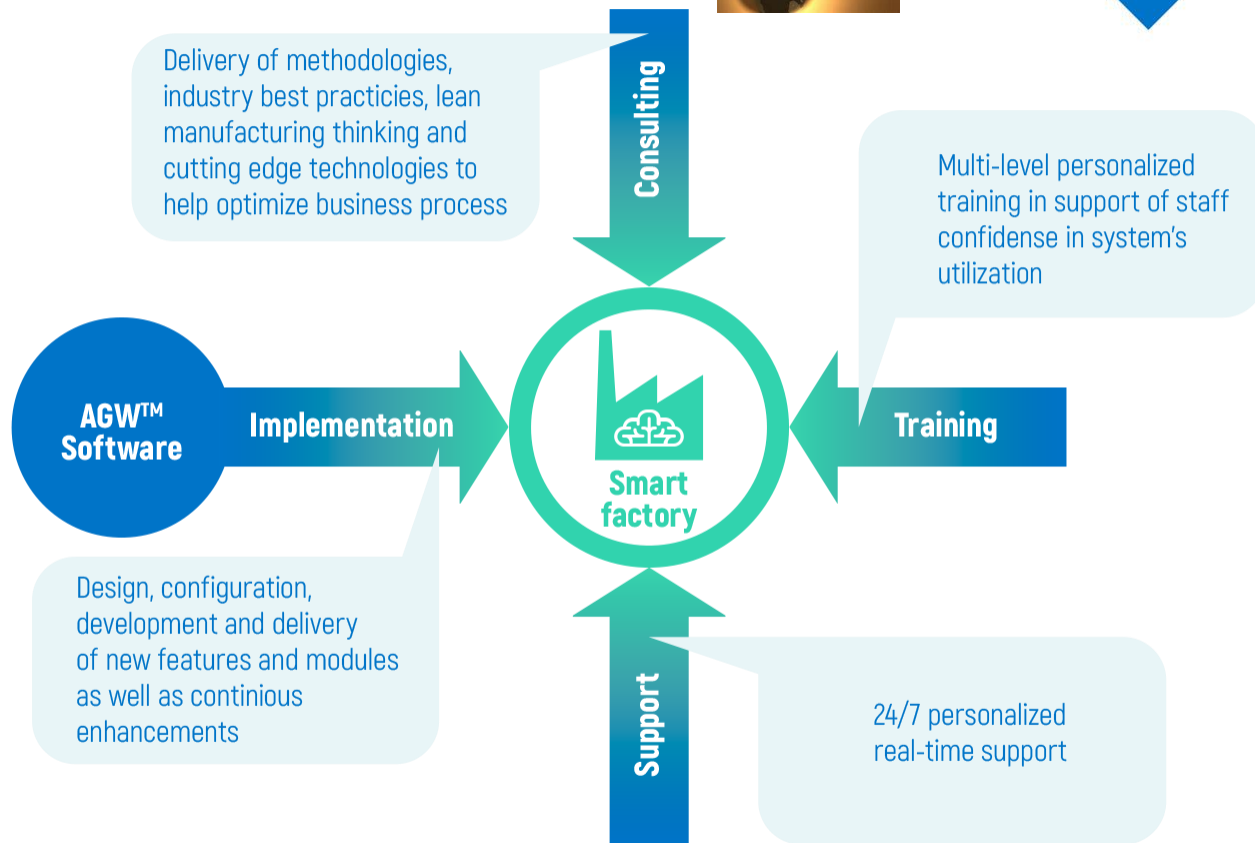 Delivery of methodologies,
industry best practicies, lean
manufacturing thinking and
cutting edge technologies to
help optimize business process
Consulting
Multi-level personalized
training in support of staff
confidense in system's
utilization
AGW™
Software
Implementation
Smart
factory
Training
Design, configuration,
development and delivery
of new features and modules
as well as continious
enhancements
Support
24/7 personalized
real-time support